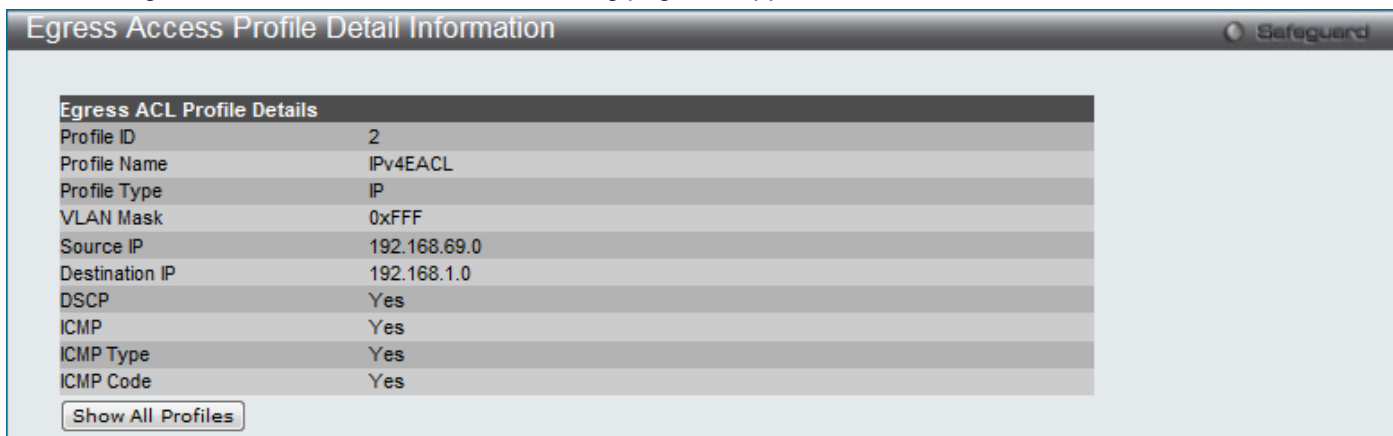 Egress Access Profile Detail Information
Safeguard
Egress ACL Profile Details
Profile ID 2
Profile Name IPv4EACL
Profile Type IP
VLAN Mask 0xFFF
Source IP 192.168.69.0
Destination IP 192.168.1.0
DSCP Yes
ICMP Yes
ICMP Type Yes
ICMP Code Yes
Show All Profiles